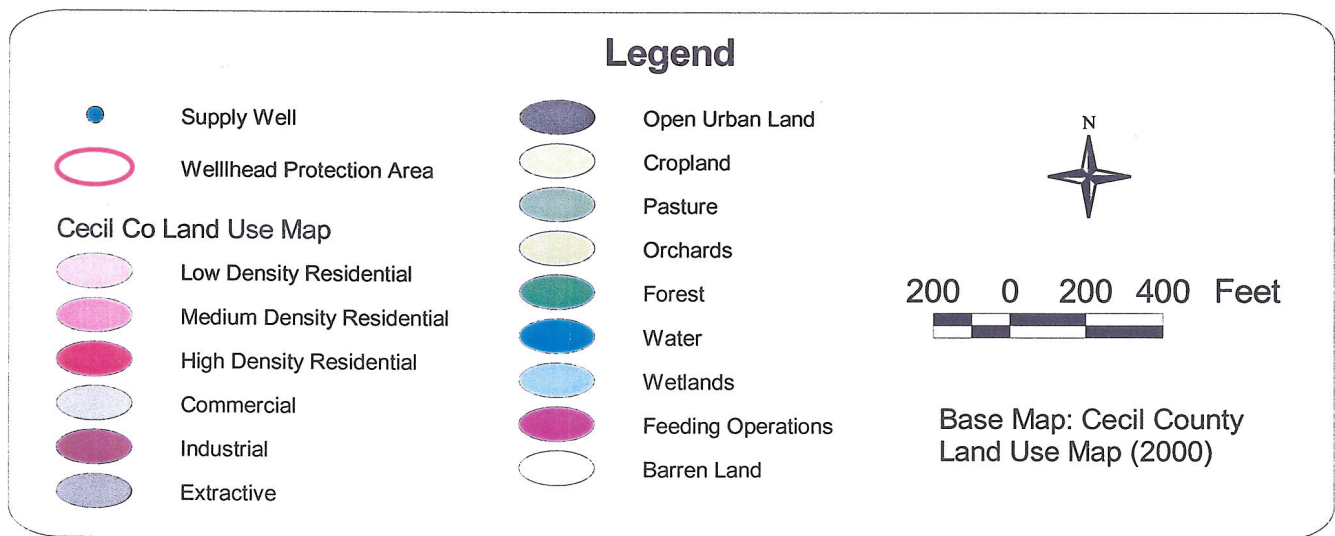 Legend
Supply Well
Welllhead Protection Area
Cecil Co Land Use Map
Low Density Residential
Medium Density Residential
High Density Residential
Commercial
Industrial
Extractive
Open Urban Land
Cropland
Pasture
Orchards
Forest
Water
Wetlands
Feeding Operations
Barren Land
N
200 0 200 400 Feet
Base Map: Cecil County
Land Use Map (2000)